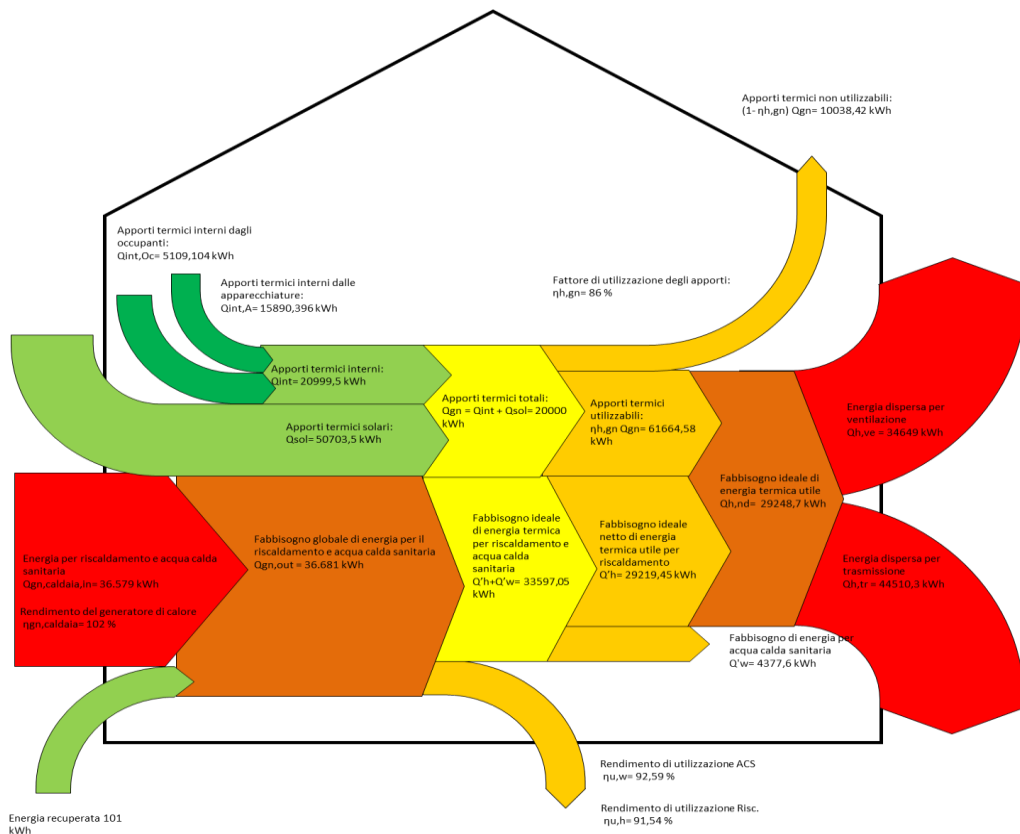 Apporti termici non utilizzabili:
(1- ηh,gn) Qgn= 10038,42 kWh
Apporti termici interni dagli
occupanti:
Qint,Oc= 5109,104 kWh
Apporti termici interni dalle
apparecchiature:
Qint,A= 15890,396 kWh
Fattore di utilizzazione degli apporti:
ηh,gn= 86 %
Apporti termici interni:
Qint= 20999,5 kWh
Apporti termici solari:
Qsol= 50703,5 kWh
Apporti termici totali:
Qgn = Qint + Qsol= 20000
kWh
Apporti termici
utilizzabili:
ηh,gn Qgn= 61664,58
kWh
Fabbisogno ideale di
energia termica utile
Qh,nd= 29248,7 kWh
Energia dispersa per
ventilazione
Qh,ve = 34649 kWh
Energia per riscaldamento e acqua calda
sanitaria
Qgn,caldaia,in= 36.579 kWh
Rendimento del generatore di calore
ηgn,caldaia= 102 %
Fabbisogno globale di energia per il
riscaldamento e acqua calda sanitaria
Qgn,out = 36.681 kWh
Fabbisogno ideale
di energia termica
per riscaldamento e
acqua calda
sanitaria
Q'h+Q'w= 33597,05
kWh
Fabbisogno ideale
netto di energia
termica utile per
riscaldamento
Q'h= 29219,45 kWh
Energia dispersa per
trasmissione
Qh,tr = 44510,3 kWh
Fabbisogno di energia per
acqua calda sanitaria
Q'w= 4377,6 kWh
Rendimento di utilizzazione ACS
ηu,w= 92,59 %
Rendimento di utilizzazione Risc.
ηu,h= 91,54 %
Energia recuperata 101
kWh